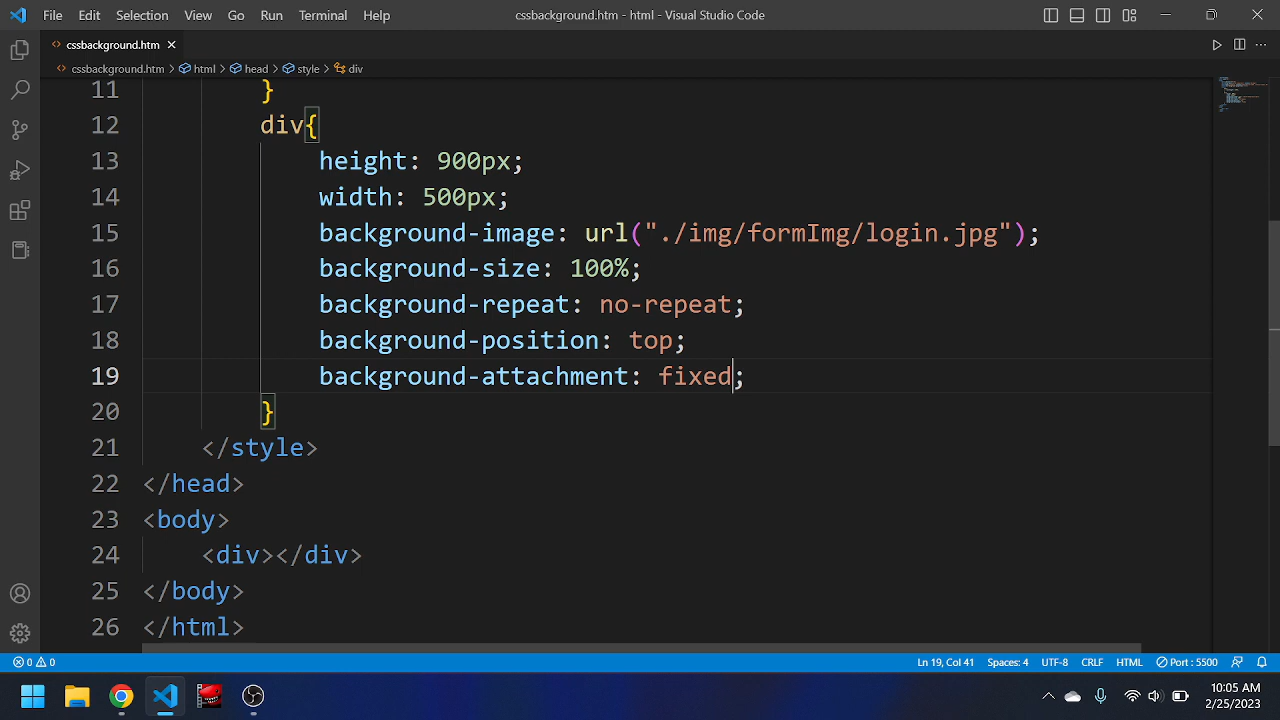 File Edit Selection View Go Run Terminal Help cssbackground.htm - html - Visual Studio Code
cssbackground.htm
cssbackground.htm > html > head > style > div
11 }
12 div{
13 height: 900px;
14 width: 500px;
15 background-image: url("./img/formImg/login.jpg");
16 background-size: 100%;
17 background-repeat: no-repeat;
18 background-position: top;
19 background-attachment: fixed;
20 }
21 </style>
22 </head>
23 <body>
24 <div></div>
25 </body>
26 </html>
0 0 Ln 19, Col 41 Spaces: 4 UTF-8 CRLF HTML Port : 5500
10:05 AM
2/25/2023